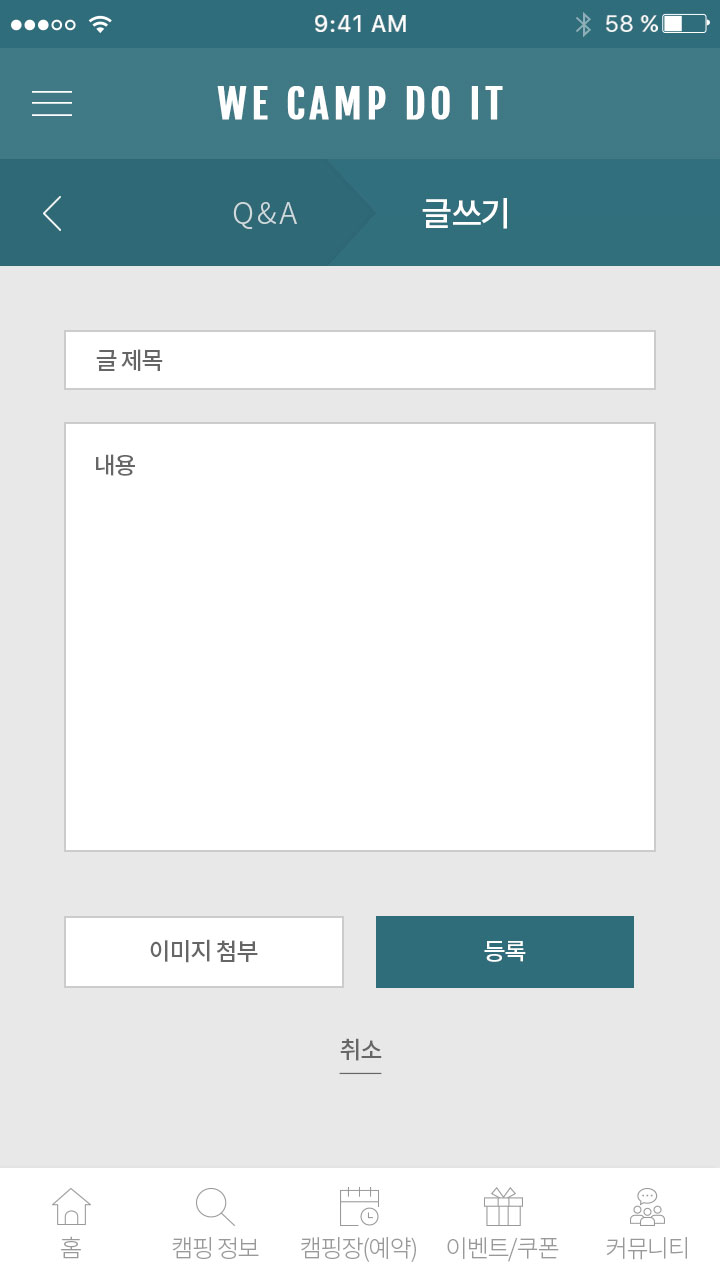 9:41 AM 58 %
WE CAMP DO IT
Q&A 글쓰기
글 제목
내용
이미지 첨부 등록
취소
홈 캠핑 정보 캠핑장(예약) 이벤트/쿠폰 커뮤니티